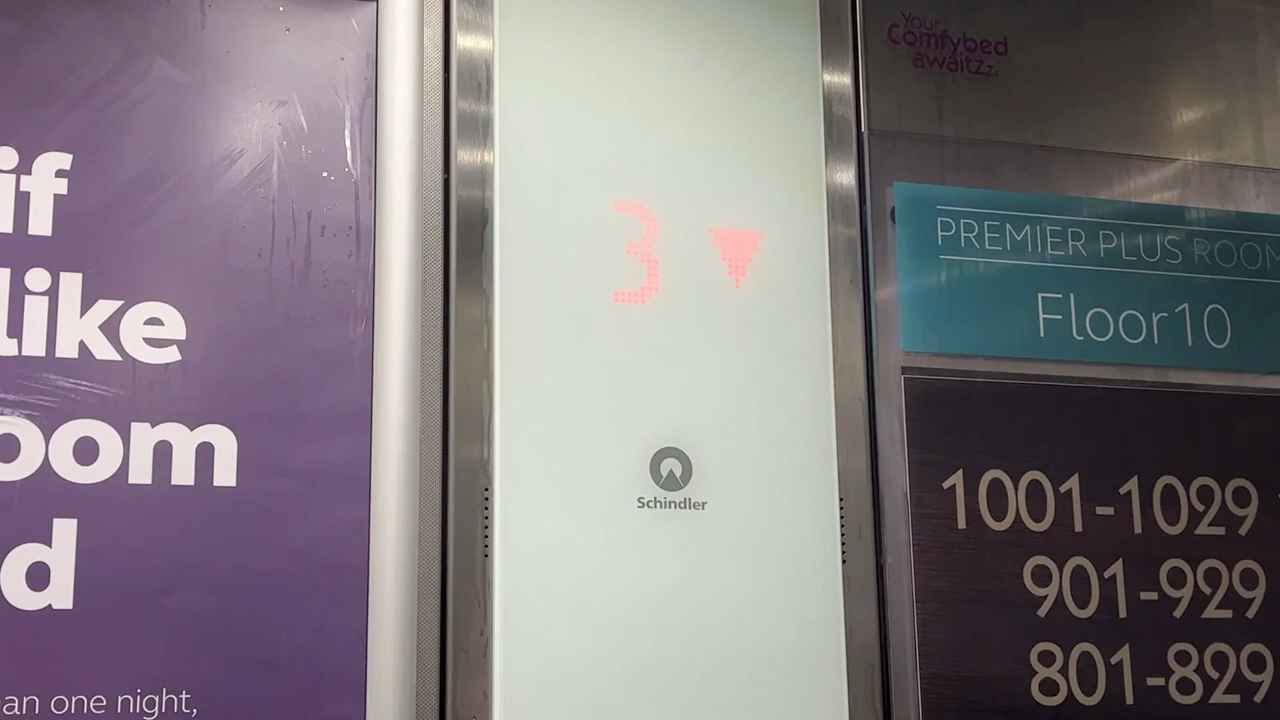 if
like
oom
d
an one night,
3
Schindler
your
Comfybed
awaitZzz
PREMIER PLUS ROOM
Floor10
1001-1029
901-929
801-829